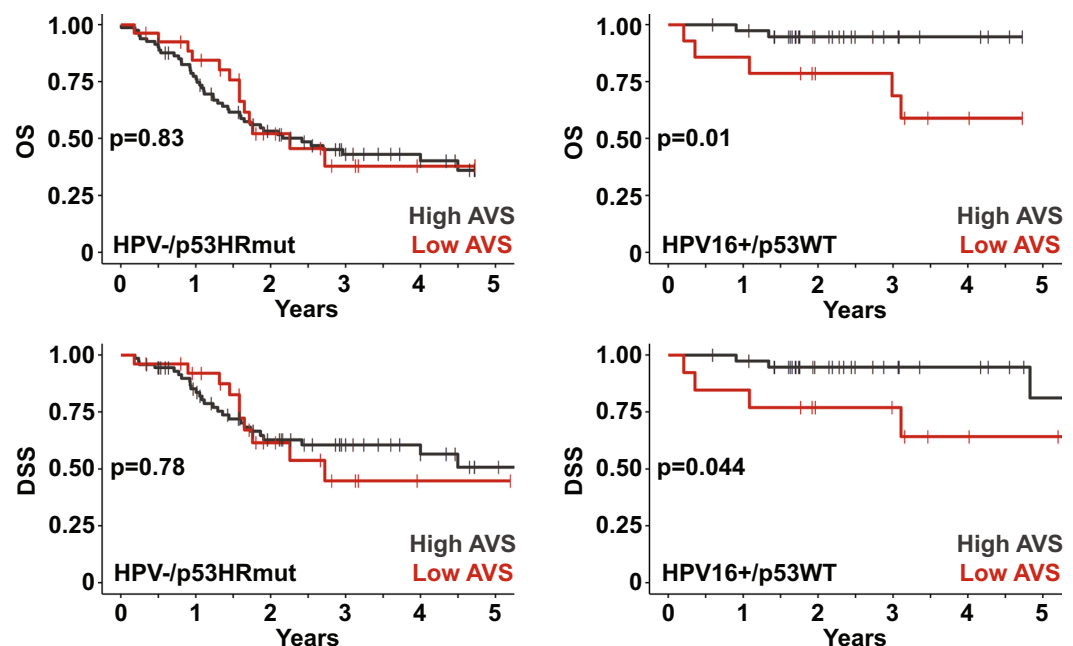 1.00
0.75
0.50
0.25
0
OS
p=0.83
High AVS
HPV-/p53HRmut Low AVS
0 1 2 3 4 5
Years
1.00
0.75
0.50
0.25
0
OS
p=0.01
High AVS
HPV16+/p53WT Low AVS
0 1 2 3 4 5
Years
1.00
0.75
0.50
0.25
0
DSS
p=0.78
High AVS
HPV-/p53HRmut Low AVS
0 1 2 3 4 5
Years
1.00
0.75
0.50
0.25
0
DSS
p=0.044
High AVS
HPV16+/p53WT Low AVS
0 1 2 3 4 5
Years